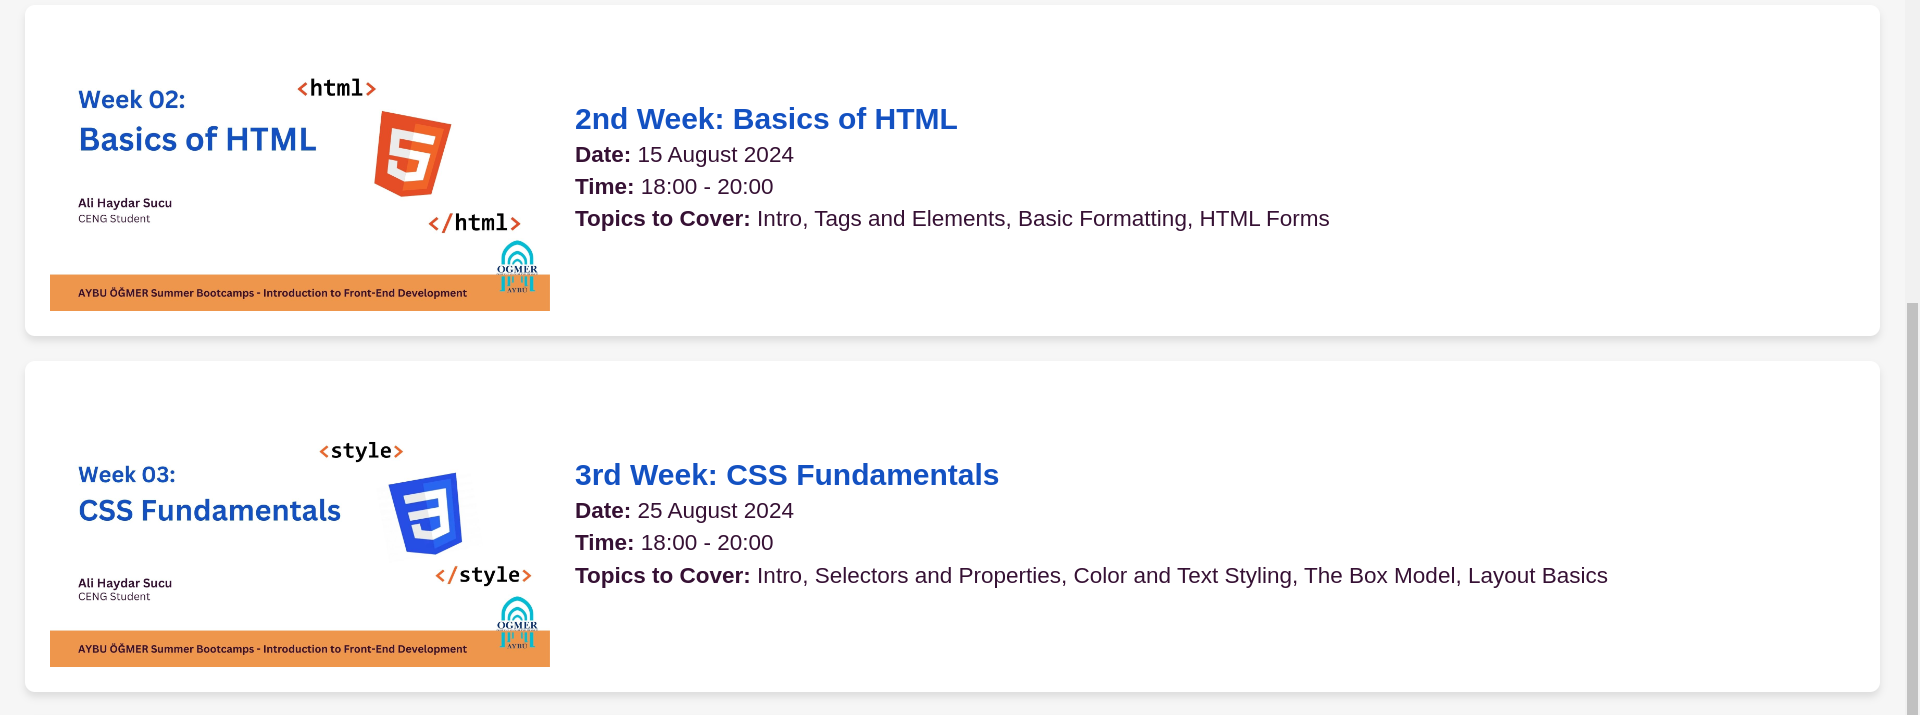 <html>
Week 02:
Basics of HTML
Ali Haydar Sucu
CENG Student
</html>
OGMER
AYBU
AYBU ÖĞMER Summer Bootcamps - Introduction to Front-End Development
2nd Week: Basics of HTML
Date: 15 August 2024
Time: 18:00 - 20:00
Topics to Cover: Intro, Tags and Elements, Basic Formatting, HTML Forms
<style>
Week 03:
CSS Fundamentals
Ali Haydar Sucu
CENG Student
</style>
OGMER
AYBU
AYBU ÖĞMER Summer Bootcamps - Introduction to Front-End Development
3rd Week: CSS Fundamentals
Date: 25 August 2024
Time: 18:00 - 20:00
Topics to Cover: Intro, Selectors and Properties, Color and Text Styling, The Box Model, Layout Basics